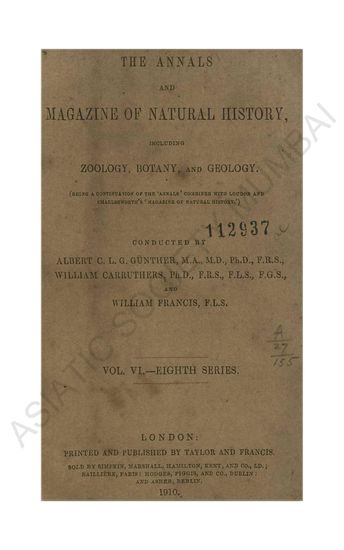 THE ANNALS
AND
MAGAZINE OF NATURAL HISTORY,
INCLUDING
ZOOLOGY, BOTANY, AND GEOLOGY.
(BEING A CONTINUATION OF THE 'ANNALS' COMBINED WITH LOUDON AND
CHARLESWORTH'S 'MAGAZINE OF NATURAL HISTORY.')
112937
CONDUCTED BY
ALBERT C. L. G. GÜNTHER, M.A., M.D., Ph.D., F.R.S.,
WILLIAM CARRUTHERS, Ph.D., F.R.S., F.L.S., F.G.S.,
AND
WILLIAM FRANCIS, F.L.S.
A
27
155
VOL. VI.—EIGHTH SERIES.
LONDON:
PRINTED AND PUBLISHED BY TAYLOR AND FRANCIS.
SOLD BY SIMPKIN, MARSHALL, HAMILTON, KENT, AND CO., LD.;
BAILLIÈRE, PARIS: HODGES, FIGGIS, AND CO., DUBLIN:
AND ASHER, BERLIN.
1910.
ASIATIC SOCIETY MUMBAI